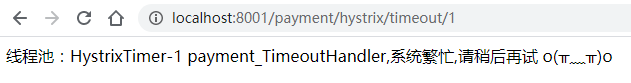 localhost:8001/payment/hystrix/timeout/1
线程池：HystrixTimer-1 payment_TimeoutHandler,系统繁忙,请稍后再试 o(╥﹏╥)o